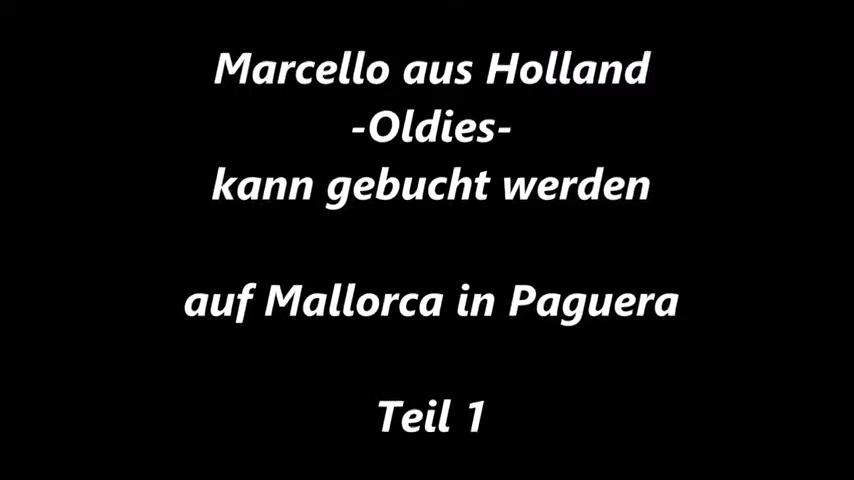 Marcello aus Holland
-Oldies-
kann gebucht werden
auf Mallorca in Paguera
Teil 1